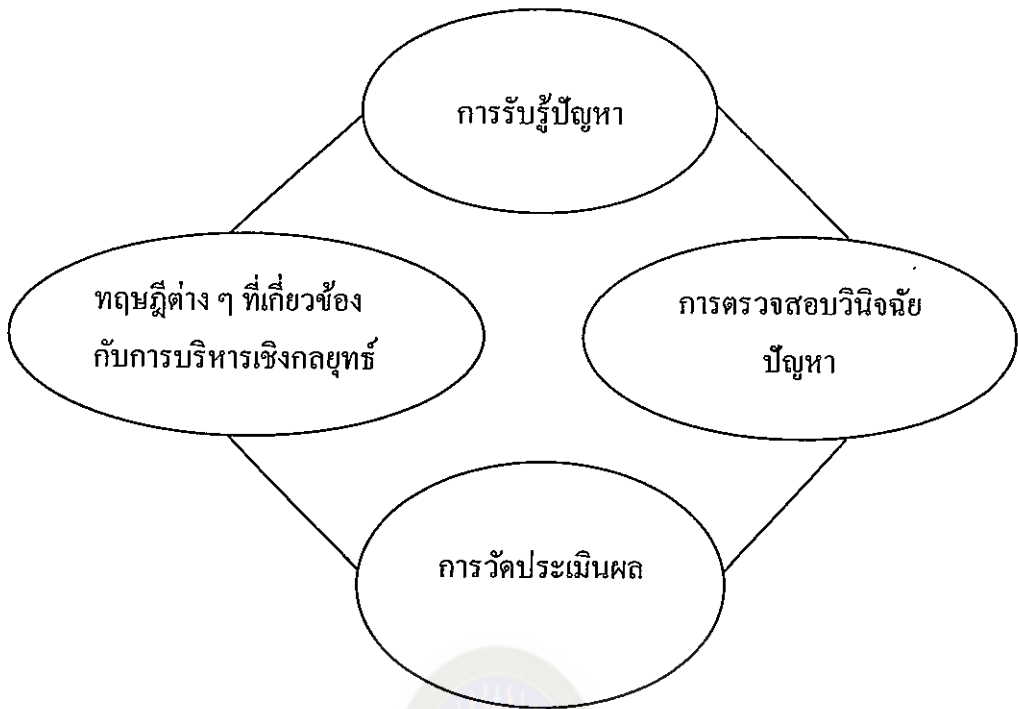 การรับรู้ปัญหา
ทฤษฎีต่าง ๆ ที่เกี่ยวข้อง
กับการบริหารเชิงกลยุทธ์
การตรวจสอบวินิจฉัย
ปัญหา
การวัดประเมินผล